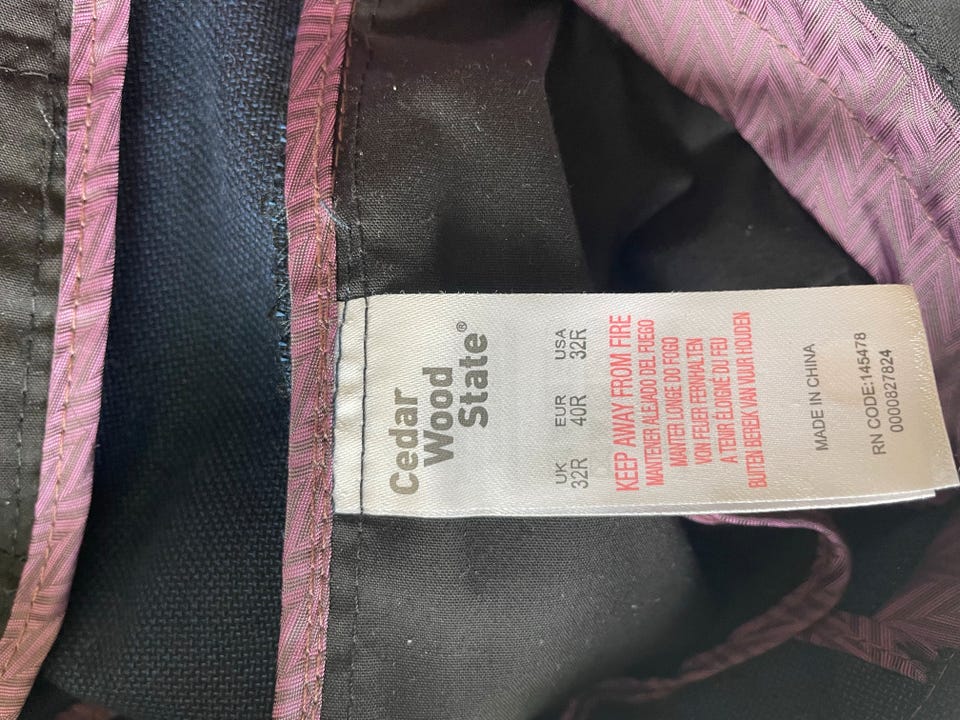 Cedar
Wood
State®
UK EUR USA
32R 40R 32R
KEEP AWAY FROM FIRE
MANTENER ALEJADO DEL FUEGO
MANTER LONGE DO FOGO
VON FEUER FERNHALTEN
A TENIR ÉLOIGNÉ DU FEU
BUITEN BEREIK VAN VUUR HOUDEN
MADE IN CHINA
RN CODE:145478
0000827824